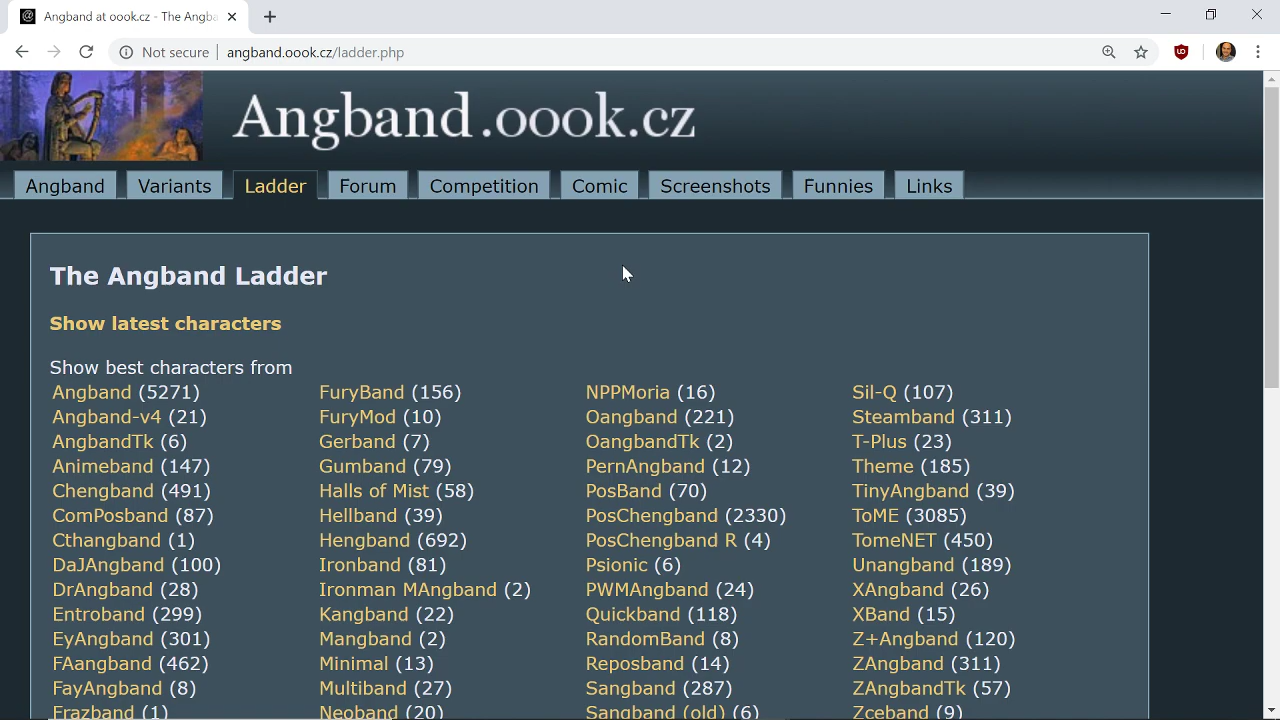 Angband at oook.cz - The Angba
Not secure
angband.oook.cz/ladder.php
Angband.oook.cz
Angband
Variants
Ladder
Forum
Competition
Comic
Screenshots
Funnies
Links
The Angband Ladder
Show latest characters
Show best characters from
Angband (5271)
Angband-v4 (21)
AngbandTk (6)
Animeband (147)
Chengband (491)
ComPosband (87)
Cthangband (1)
DaJAngband (100)
DrAngband (28)
Entroband (299)
EyAngband (301)
FAangband (462)
FayAngband (8)
Frazband (1)
FuryBand (156)
FuryMod (10)
Gerband (7)
Gumband (79)
Halls of Mist (58)
Hellband (39)
Hengband (692)
Ironband (81)
Ironman MAngband (2)
Kangband (22)
Mangband (2)
Minimal (13)
Multiband (27)
Neoband (20)
NPPMoria (16)
Oangband (221)
OangbandTk (2)
PernAngband (12)
PosBand (70)
PosChengband (2330)
PosChengband R (4)
Psionic (6)
PWMAngband (24)
Quickband (118)
RandomBand (8)
Reposband (14)
Sangband (287)
Sangband (old) (6)
Sil-Q (107)
Steamband (311)
T-Plus (23)
Theme (185)
TinyAngband (39)
ToME (3085)
TomeNET (450)
Unangband (189)
XAngband (26)
XBand (15)
Z+Angband (120)
ZAngband (311)
ZAngbandTk (57)
Zceband (9)